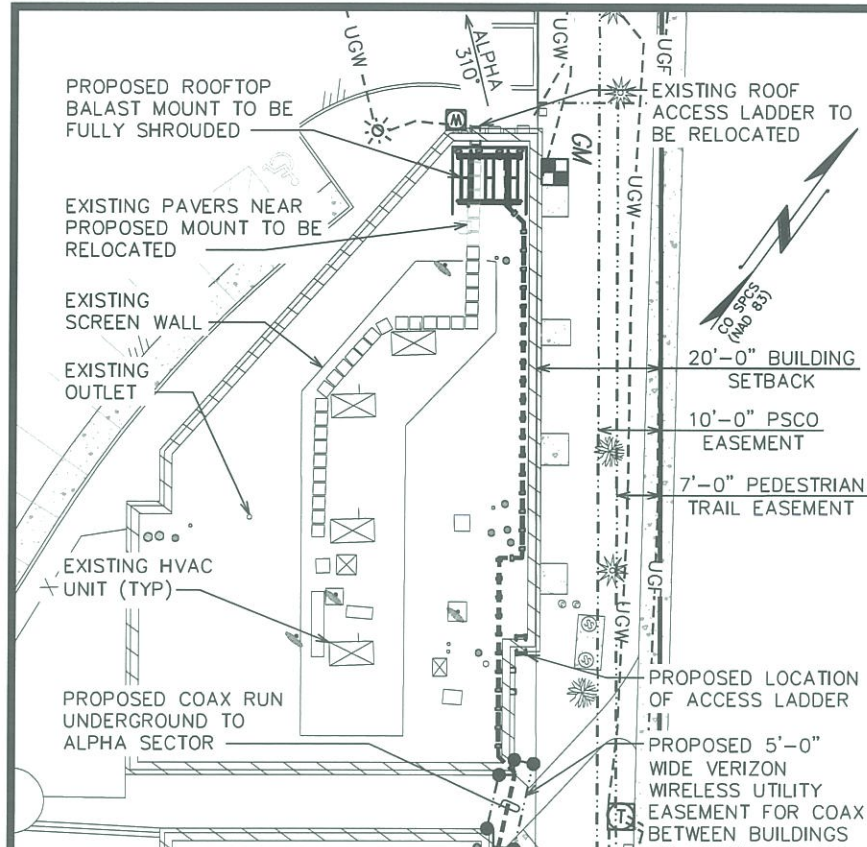 UGW
ALPHA
310°
UGW
UGF
PROPOSED ROOFTOP
BALAST MOUNT TO BE
FULLY SHROUDED
EXISTING ROOF
ACCESS LADDER TO
BE RELOCATED
W
GM
UGW
EXISTING PAVERS NEAR
PROPOSED MOUNT TO BE
RELOCATED
N
CO SPCS
(NAD 83)
EXISTING
SCREEN WALL
EXISTING
OUTLET
20'-0" BUILDING
SETBACK
10'-0" PSCO
EASEMENT
7'-0" PEDESTRIAN
TRAIL EASEMENT
EXISTING HVAC
UNIT (TYP)
UGF
UGW
PROPOSED COAX RUN
UNDERGROUND TO
ALPHA SECTOR
PROPOSED LOCATION
OF ACCESS LADDER
PROPOSED 5'-0"
WIDE VERIZON
WIRELESS UTILITY
EASEMENT FOR COAX
BETWEEN BUILDINGS
T
UGW